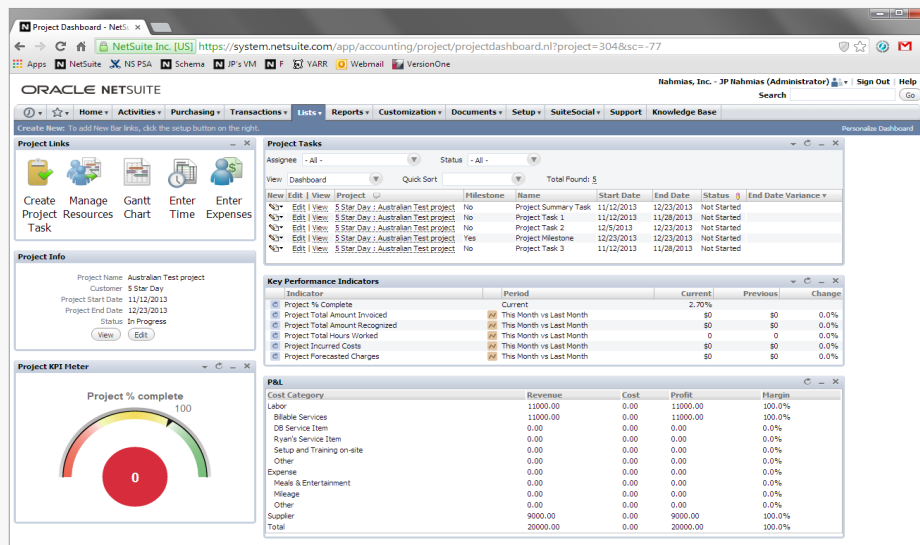 Project Dashboard - NetS
NetSuite Inc. [US] https://system.netsuite.com/app/accounting/project/projectdashboard.nl?project=304&sc=-77
Apps NetSuite NS PSA Schema JP's VM F YARR Webmail VersionOne
ORACLE NETSUITE
Nahmias, Inc. - JP Nahmias (Administrator) Sign Out Help
Search Go
Home Activities Purchasing Transactions Lists Reports Customization Documents Setup SuiteSocial Support Knowledge Base
Create New: To add New Bar links, click the setup button on the right. Personalize Dashboard
Project Links
Create Project Task
Manage Resources
Gantt Chart
Enter Time
Enter Expenses
Project Info
Project Name Australian Test project
Customer 5 Star Day
Project Start Date 11/12/2013
Project End Date 12/23/2013
Status In Progress
View Edit
Project KPI Meter
Project % complete
100
0
Project Tasks
Assignee - All - Status - All -
View Dashboard Quick Sort Total Found: 5
New Edit | View Project Milestone Name Start Date End Date Status End Date Variance
Edit | View 5 Star Day : Australian Test project No Project Summary Task 11/12/2013 12/23/2013 Not Started
Edit | View 5 Star Day : Australian Test project No Project Task 1 11/12/2013 11/28/2013 Not Started
Edit | View 5 Star Day : Australian Test project No Project Task 2 12/5/2013 12/23/2013 Not Started
Edit | View 5 Star Day : Australian Test project Yes Project Milestone 12/23/2013 12/23/2013 Not Started
Edit | View 5 Star Day : Australian Test project No Project Task 3 11/12/2013 11/28/2013 Not Started
Key Performance Indicators
Indicator Period Current Previous Change
Project % Complete Current 2.70%
Project Total Amount Invoiced This Month vs Last Month $0 $0 0.0%
Project Total Amount Recognized This Month vs Last Month $0 $0 0.0%
Project Total Hours Worked This Month vs Last Month 0 0 0.0%
Project Incurred Costs This Month vs Last Month $0 $0 0.0%
Project Forecasted Charges This Month vs Last Month $0 $0 0.0%
P&L
Cost Category Revenue Cost Profit Margin
Labor 11000.00 0.00 11000.00 100.0%
Billable Services 11000.00 0.00 11000.00 100.0%
DB Service Item 0.00 0.00 0.00 0.0%
Ryan's Service Item 0.00 0.00 0.00 0.0%
Setup and Training on-site 0.00 0.00 0.00 0.0%
Other 0.00 0.00 0.00 0.0%
Expense 0.00 0.00 0.00 0.0%
Meals & Entertainment 0.00 0.00 0.00 0.0%
Mileage 0.00 0.00 0.00 0.0%
Other 0.00 0.00 0.00 0.0%
Supplier 9000.00 0.00 9000.00 100.0%
Total 20000.00 0.00 20000.00 100.0%